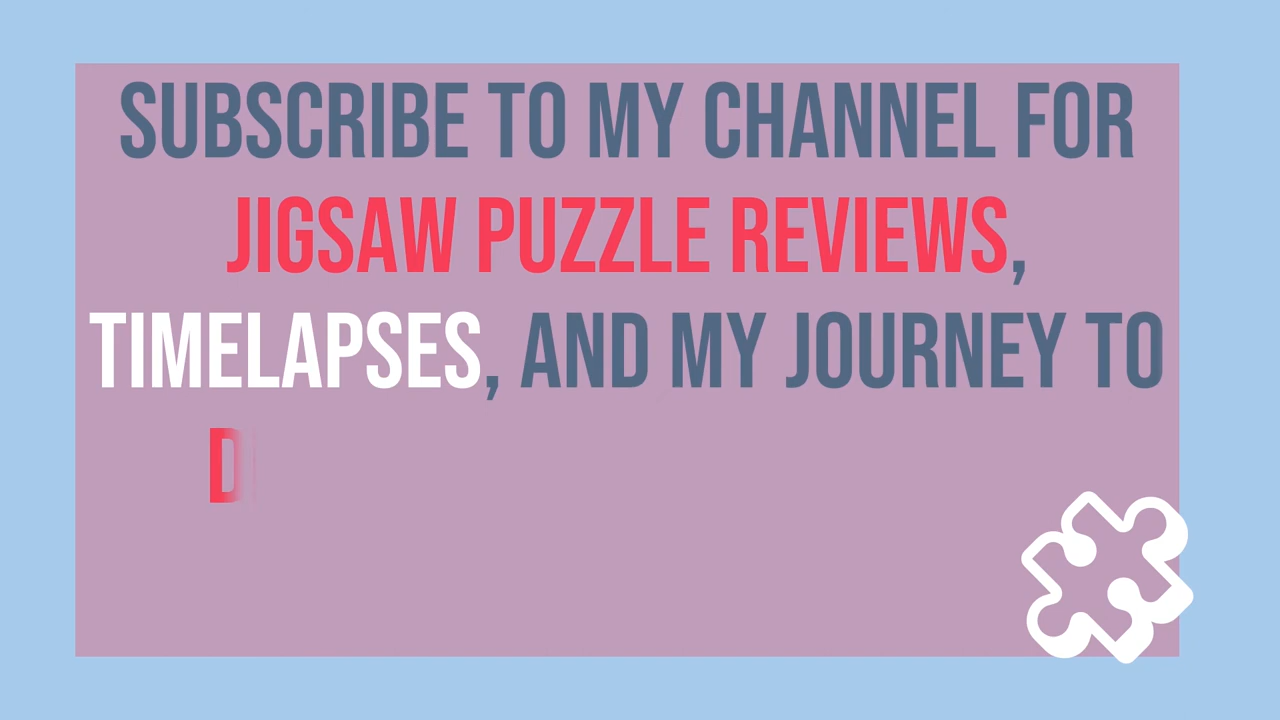 SUBSCRIBE TO MY CHANNEL FOR
JIGSAW PUZZLE REVIEWS,
TIMELAPSES, AND MY JOURNEY TO
D